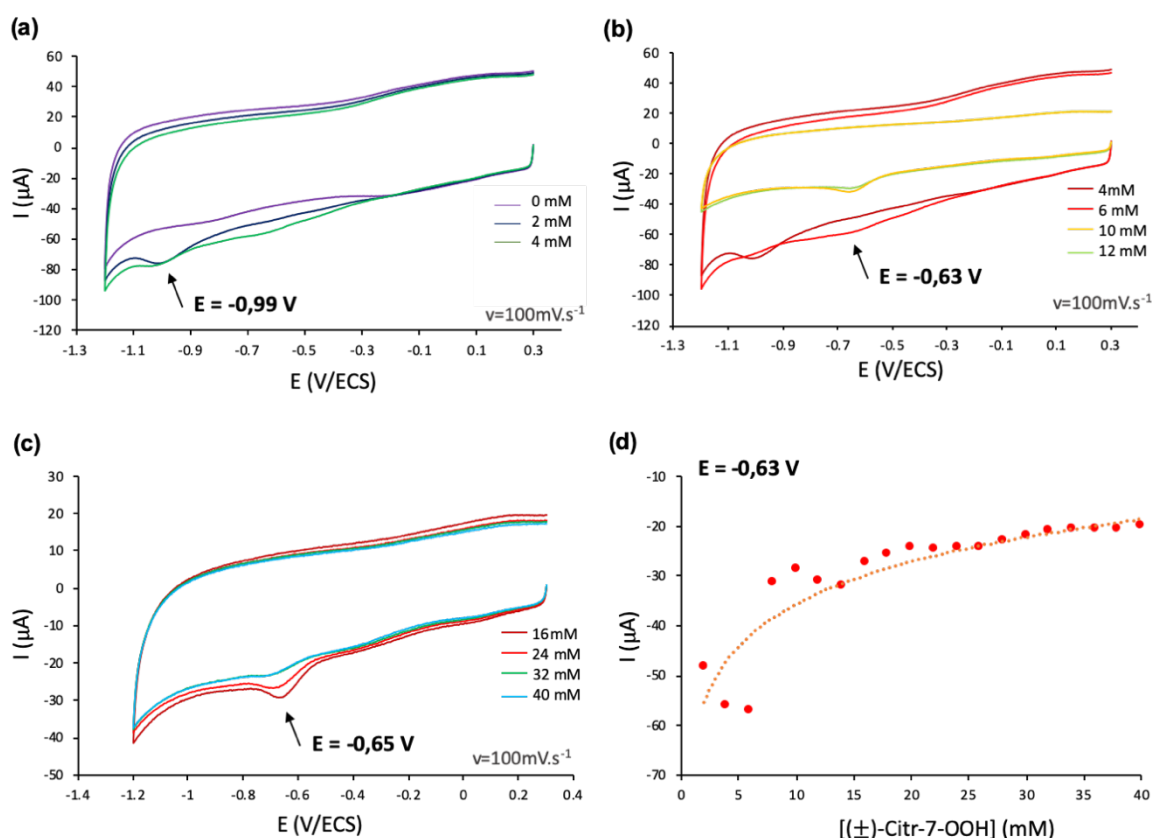 (a)
I (µA)
60
40
20
0
-20
-40
-60
-80
-100
-120
0 mM
2 mM
4 mM
E = -0,99 V
v=100mV.s⁻¹
-1.3 -1.1 -0.9 -0.7 -0.5 -0.3 -0.1 0.1 0.3
E (V/ECS)
(b)
I (µA)
60
40
20
0
-20
-40
-60
-80
-100
-120
4mM
6 mM
10 mM
12 mM
E = -0,63 V
v=100mV.s⁻¹
-1.3 -1.1 -0.9 -0.7 -0.5 -0.3 -0.1 0.1 0.3
E (V/ECS)
(c)
I (µA)
30
20
10
0
-10
-20
-30
-40
-50
16mM
24 mM
32 mM
40 mM
E = -0,65 V
v=100mV.s⁻¹
-1.4 -1.2 -1 -0.8 -0.6 -0.4 -0.2 0 0.2 0.4
E (V/ECS)
(d)
E = -0,63 V
I (µA)
-10
-20
-30
-40
-50
-60
-70
0 5 10 15 20 25 30 35 40
[(±)-Citr-7-OOH] (mM)